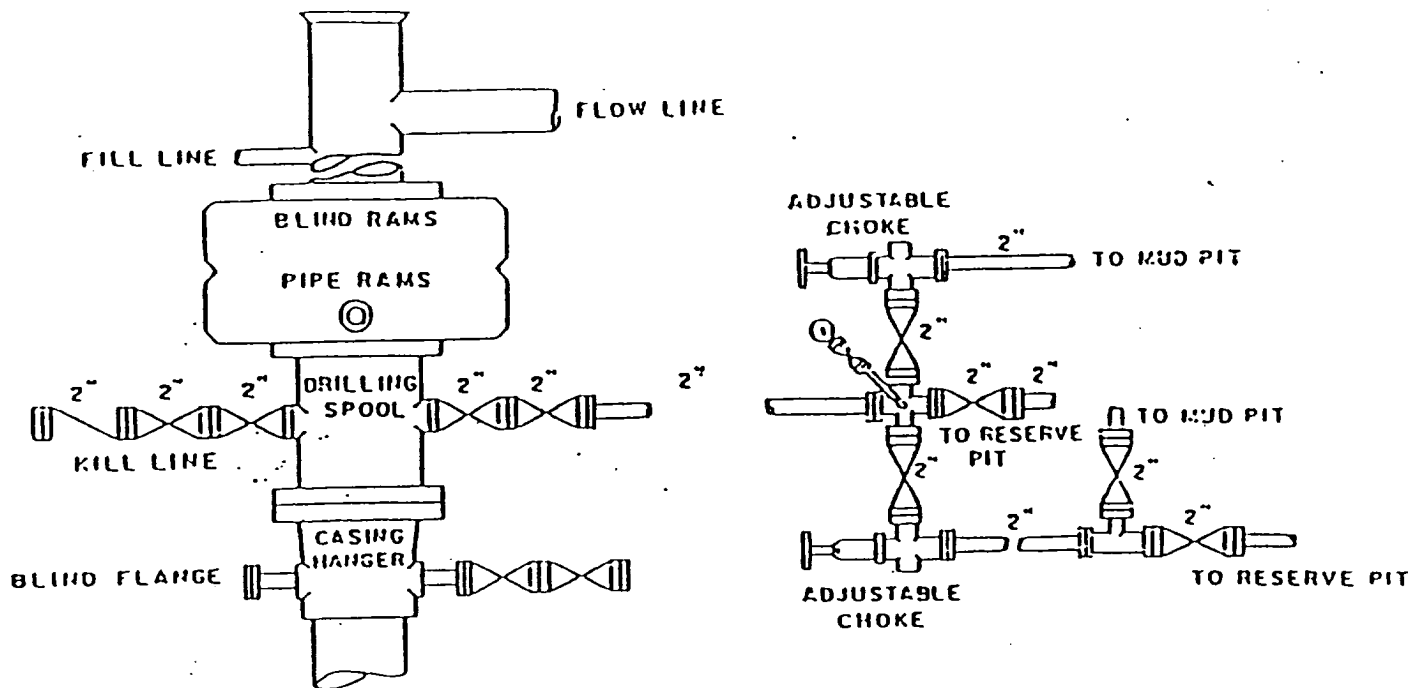 FLOW LINE
FILL LINE
BLIND RAMS
PIPE RAMS
2" 2" 2"
DRILLING
SPOOL
2" 2" 2"
KILL LINE
CASING
HANGER
BLIND FLANGE
ADJUSTABLE
CHOKE
2"
TO MUD PIT
2"
2" 2"
TO RESERVE
PIT
TO MUD PIT
2"
2"
2"
2"
TO RESERVE PIT
ADJUSTABLE
CHOKE